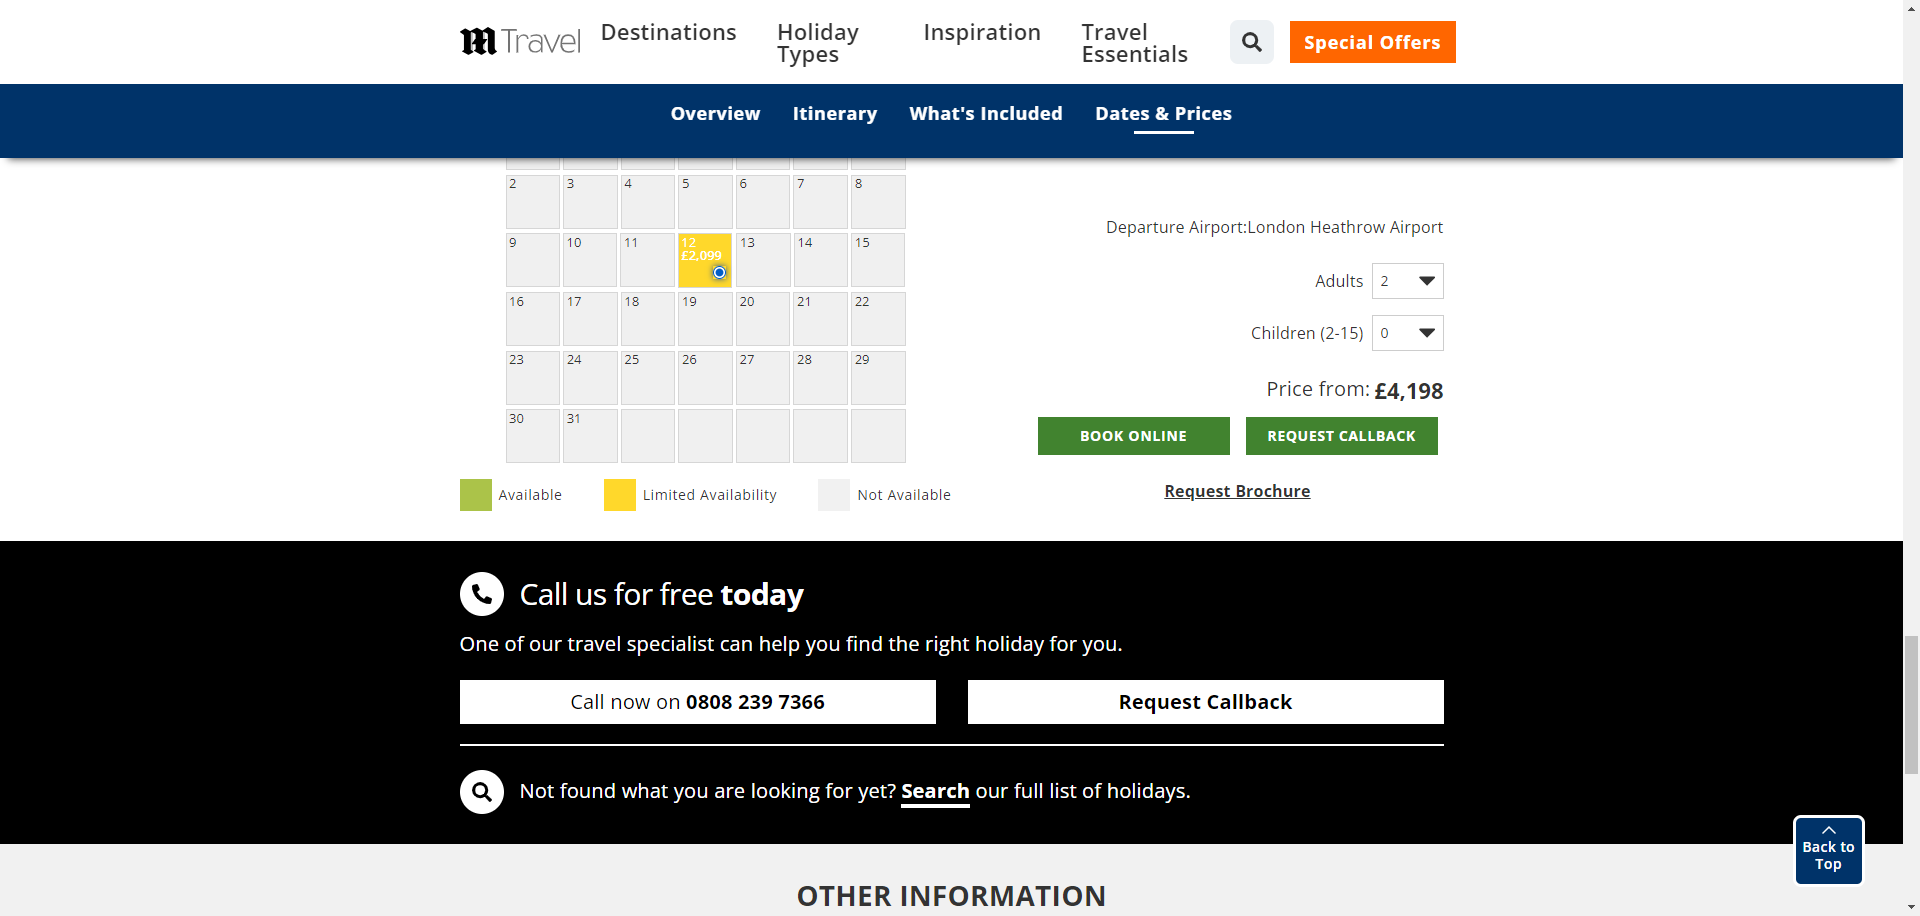 m Travel
Destinations
Holiday
Types
Inspiration
Travel
Essentials
Special Offers
Overview
Itinerary
What's Included
Dates & Prices
2 3 4 5 6 7 8
9 10 11 12 13 14 15
£2,099
16 17 18 19 20 21 22
23 24 25 26 27 28 29
30 31
Available
Limited Availability
Not Available
Departure Airport:London Heathrow Airport
Adults 2
Children (2-15) 0
Price from: £4,198
BOOK ONLINE
REQUEST CALLBACK
Request Brochure
Call us for free today
One of our travel specialist can help you find the right holiday for you.
Call now on 0808 239 7366
Request Callback
Not found what you are looking for yet? Search our full list of holidays.
Back to
Top
OTHER INFORMATION